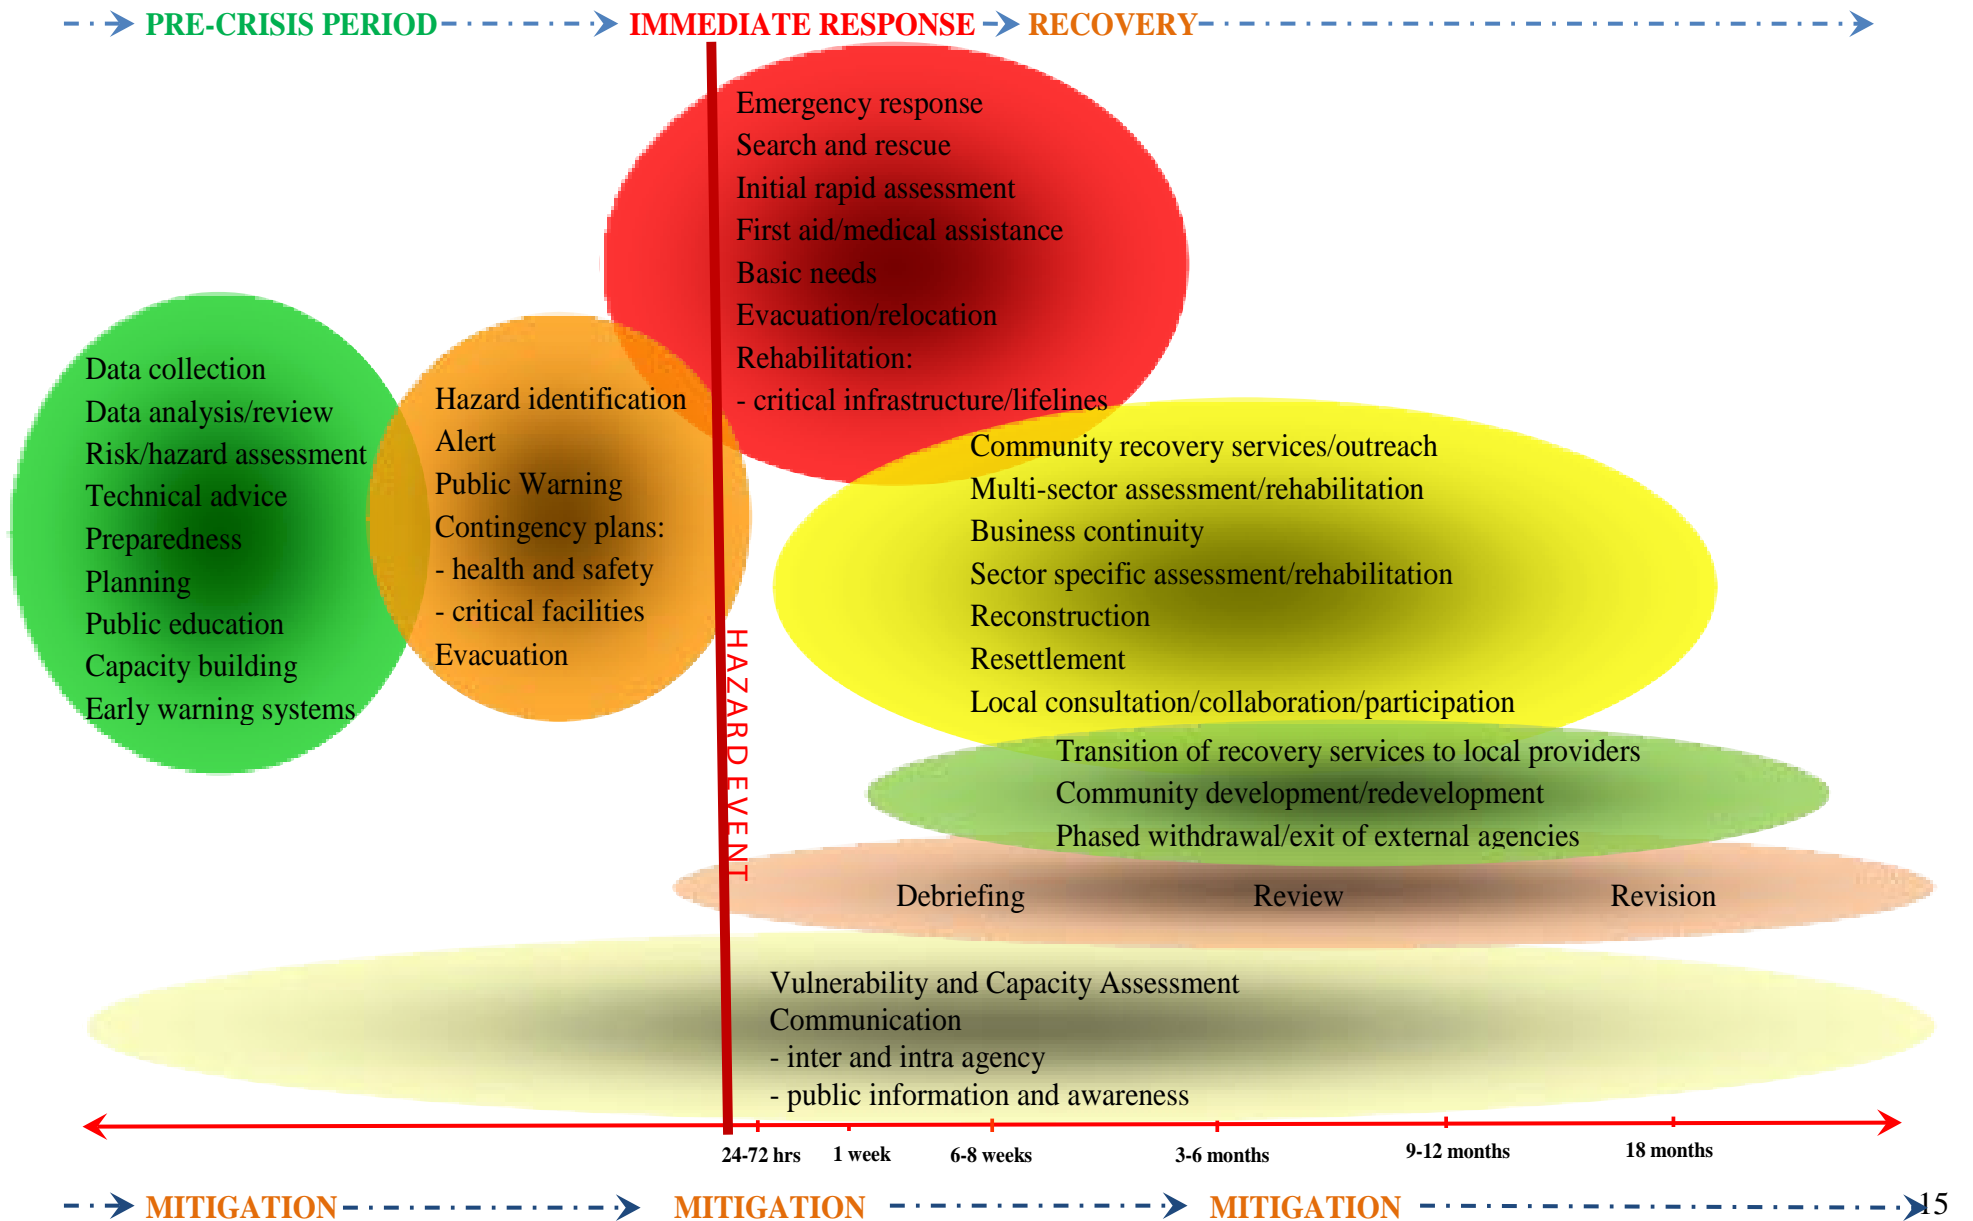 PRE-CRISIS PERIOD IMMEDIATE RESPONSE RECOVERY
Emergency response
Search and rescue
Initial rapid assessment
First aid/medical assistance
Basic needs
Evacuation/relocation
Rehabilitation:
- critical infrastructure/lifelines
Data collection
Data analysis/review
Risk/hazard assessment
Technical advice
Preparedness
Planning
Public education
Capacity building
Early warning systems
Hazard identification
Alert
Public Warning
Contingency plans:
- health and safety
- critical facilities
Evacuation
HAZARD EVENT
Community recovery services/outreach
Multi-sector assessment/rehabilitation
Business continuity
Sector specific assessment/rehabilitation
Reconstruction
Resettlement
Local consultation/collaboration/participation
Transition of recovery services to local providers
Community development/redevelopment
Phased withdrawal/exit of external agencies
Debriefing Review Revision
Vulnerability and Capacity Assessment
Communication
- inter and intra agency
- public information and awareness
24-72 hrs 1 week 6-8 weeks 3-6 months 9-12 months 18 months
MITIGATION MITIGATION MITIGATION 15